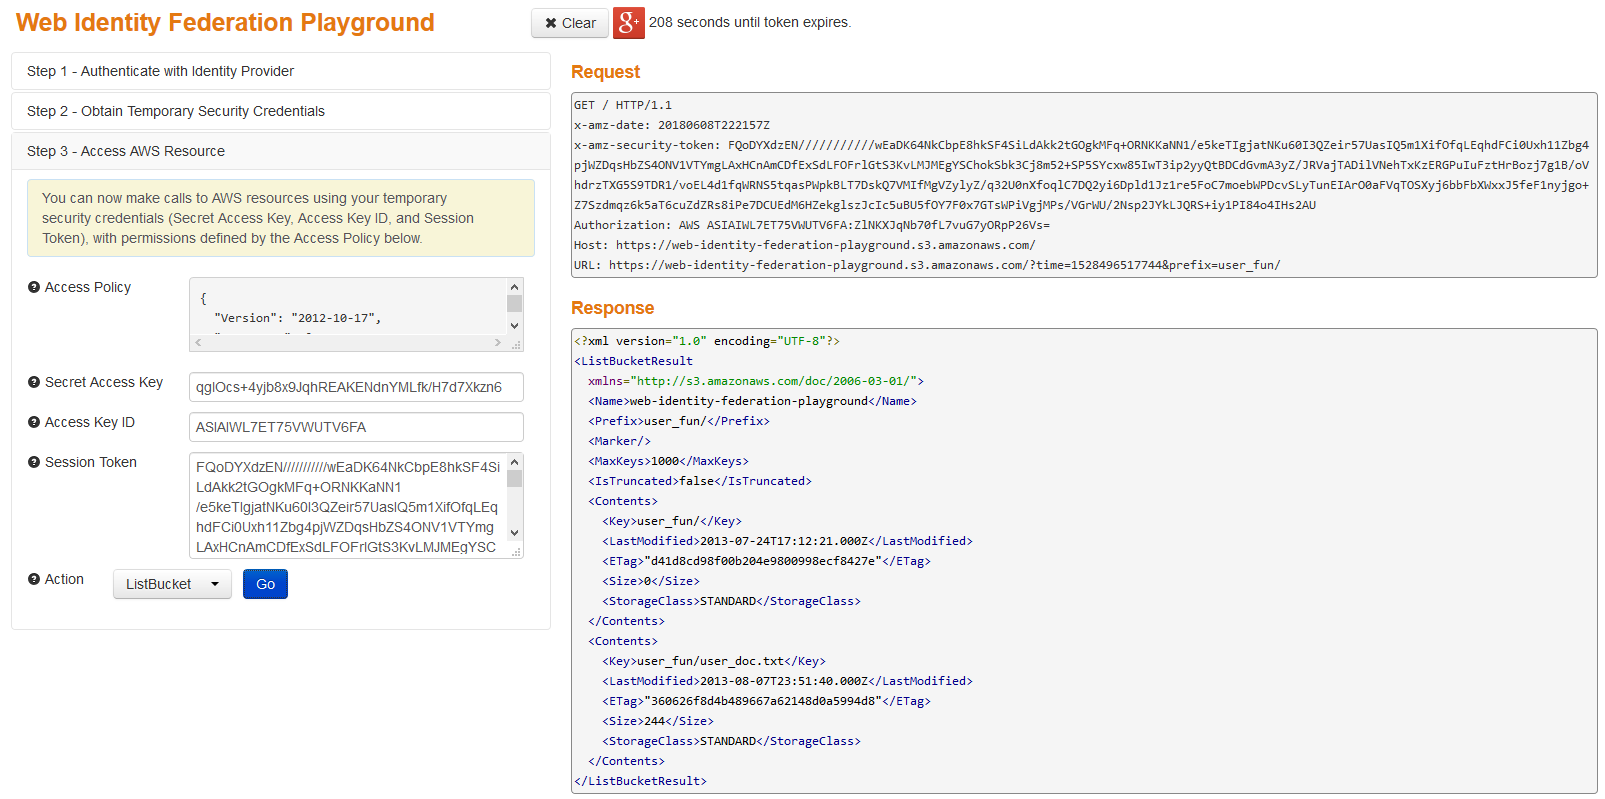 Web Identity Federation Playground
✖ Clear
g+
208 seconds until token expires.
Step 1 - Authenticate with Identity Provider
Step 2 - Obtain Temporary Security Credentials
Step 3 - Access AWS Resource
You can now make calls to AWS resources using your temporary
security credentials (Secret Access Key, Access Key ID, and Session
Token), with permissions defined by the Access Policy below.
Access Policy
{
"Version": "2012-10-17",
Secret Access Key
qglOcs+4yjb8x9JqhREAKENdnYMLfk/H7d7Xkzn6
Access Key ID
ASIAIWL7ET75VWUTV6FA
Session Token
FQoDYXdzEN///////////wEaDK64NkCbpE8hkSF4Si
LdAkk2tGOgkMFq+ORNKKaNN1
/e5keTIgjatNKu60I3QZeir57UasIQ5m1XifOfqLEq
hdFCi0Uxh11Zbg4pjWZDqsHbZS4ONV1VTYmg
LAxHCnAmCDfExSdLFOFrlGtS3KvLMJMEgYSC
Action
ListBucket
Go
Request
GET / HTTP/1.1
x-amz-date: 20180608T222157Z
x-amz-security-token: FQoDYXdzEN///////////wEaDK64NkCbpE8hkSF4SiLdAkk2tGOgkMFq+ORNKKaNN1/e5keTIgjatNKu60I3QZeir57UasIQ5m1XifOfqLEqhdFCi0Uxh11Zbg4
pjWZDqsHbZS4ONV1VTYmgLAxHCnAmCDfExSdLFOFrlGtS3KvLMJMEgYSChokSbk3Cj8m52+SP5SYcxw85IwT3ip2yyQtBDCdGvmA3yZ/JRVajTADilVNehTxKzERGPuIuFztHrBozj7g1B/oV
hdrzTXG5S9TDR1/voEL4d1fqWRNS5tqasPWpkBLT7DskQ7VMIfMgVZylyZ/q32U0nXfoqlC7DQ2yi6Dpld1Jz1re5FoC7moebWPDcvSLyTunEIArO0aFVqTOSXyj6bbFbXWxxJ5feF1nyjgo+
Z7Szdmqz6k5aT6cuZdZRs8iPe7DCUEdM6HZekglszJcIc5uBU5fOY7F0x7GTsWPiVgjMPs/VGrWU/2Nsp2JYkLJQRS+iy1PI84o4IHs2AU
Authorization: AWS ASIAIWL7ET75VWUTV6FA:ZlNKXJqNb70fL7vuG7yORpP26Vs=
Host: https://web-identity-federation-playground.s3.amazonaws.com/
URL: https://web-identity-federation-playground.s3.amazonaws.com/?time=1528496517744&prefix=user_fun/
Response
<?xml version="1.0" encoding="UTF-8"?>
<ListBucketResult
xmlns="http://s3.amazonaws.com/doc/2006-03-01/">
<Name>web-identity-federation-playground</Name>
<Prefix>user_fun/</Prefix>
<Marker/>
<MaxKeys>1000</MaxKeys>
<IsTruncated>false</IsTruncated>
<Contents>
<Key>user_fun/</Key>
<LastModified>2013-07-24T17:12:21.000Z</LastModified>
<ETag>"d41d8cd98f00b204e9800998ecf8427e"</ETag>
<Size>0</Size>
<StorageClass>STANDARD</StorageClass>
</Contents>
<Contents>
<Key>user_fun/user_doc.txt</Key>
<LastModified>2013-08-07T23:51:40.000Z</LastModified>
<ETag>"360626f8d4b489667a62148d0a5994d8"</ETag>
<Size>244</Size>
<StorageClass>STANDARD</StorageClass>
</Contents>
</ListBucketResult>